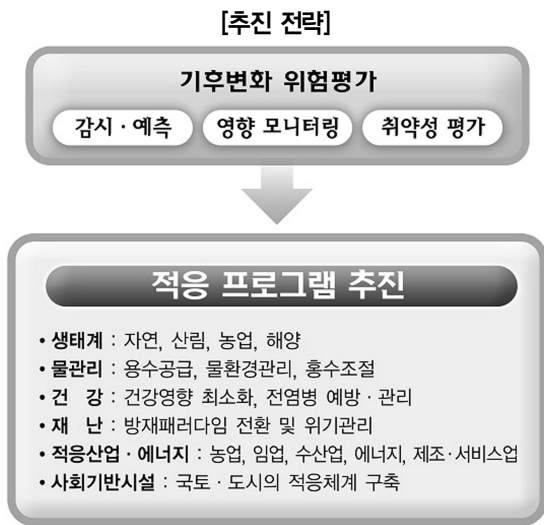 [추진 전략]
기후변화 위험평가
감시·예측 영향 모니터링 취약성 평가
적응 프로그램 추진
• 생태계 : 자연, 산림, 농업, 해양
• 물관리 : 용수공급, 물환경관리, 홍수조절
• 건 강 : 건강영향 최소화, 전염병 예방·관리
• 재 난 : 방재패러다임 전환 및 위기관리
• 적응산업·에너지 : 농업, 임업, 수산업, 에너지, 제조·서비스업
• 사회기반시설 : 국토·도시의 적응체계 구축